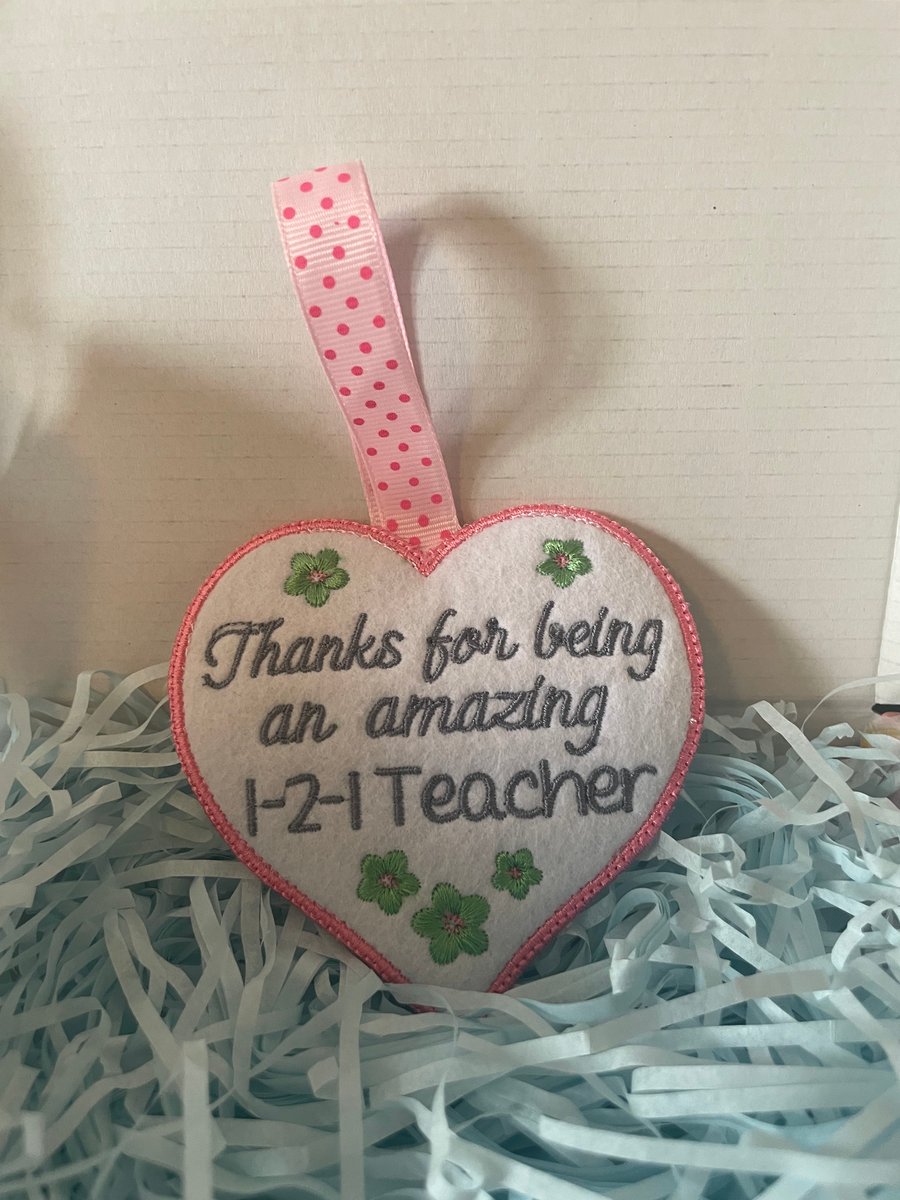 Thanks for being
an amazing
1-2-1 Teacher